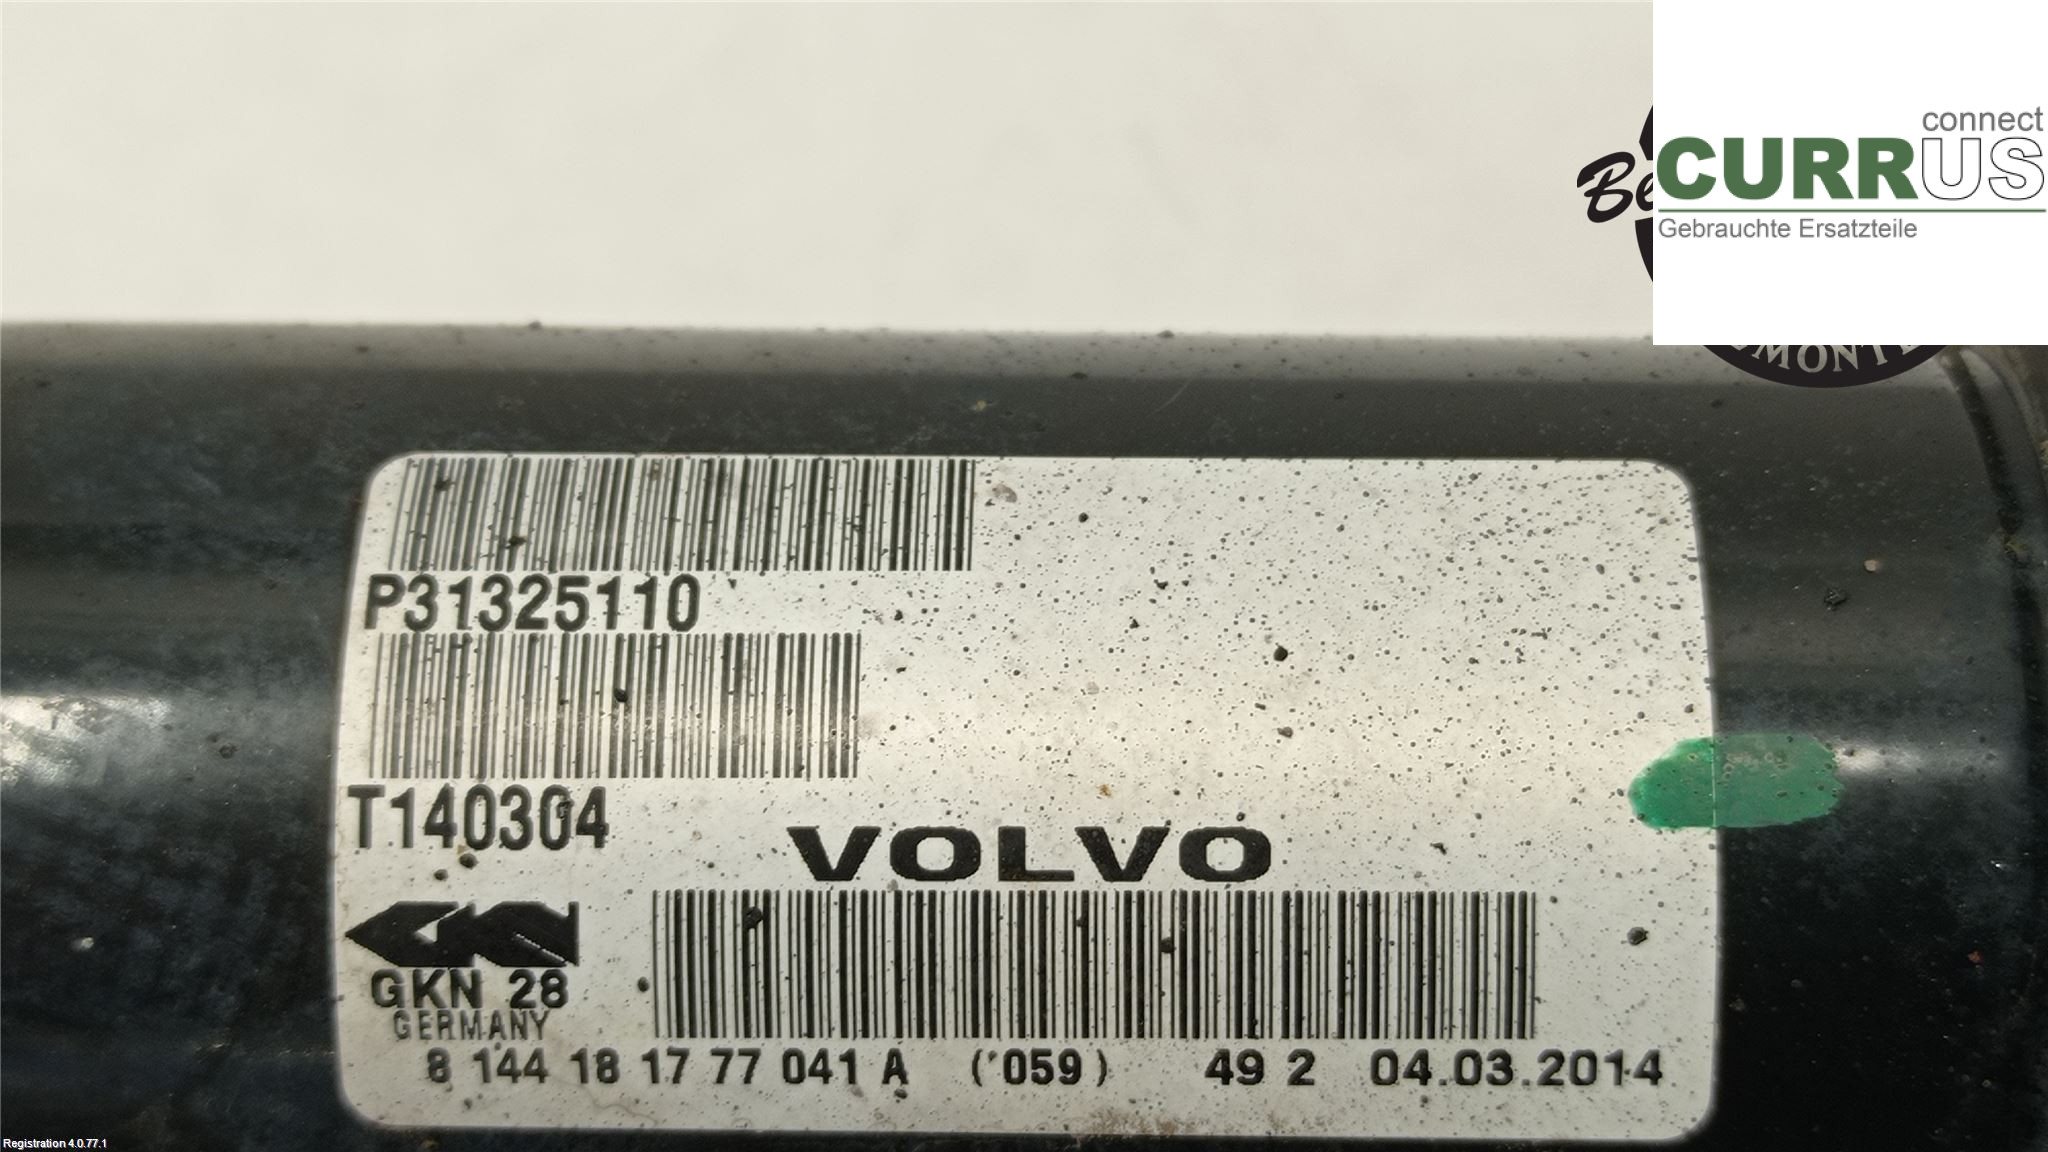 connect
CURRUS
Gebrauchte Ersatzteile
P31325110
T140304
VOLVO
GKN 28
GERMANY
8 144 18 17 77 041 A ('059) 49 2 04.03.2014
Registration 4.0.77.1